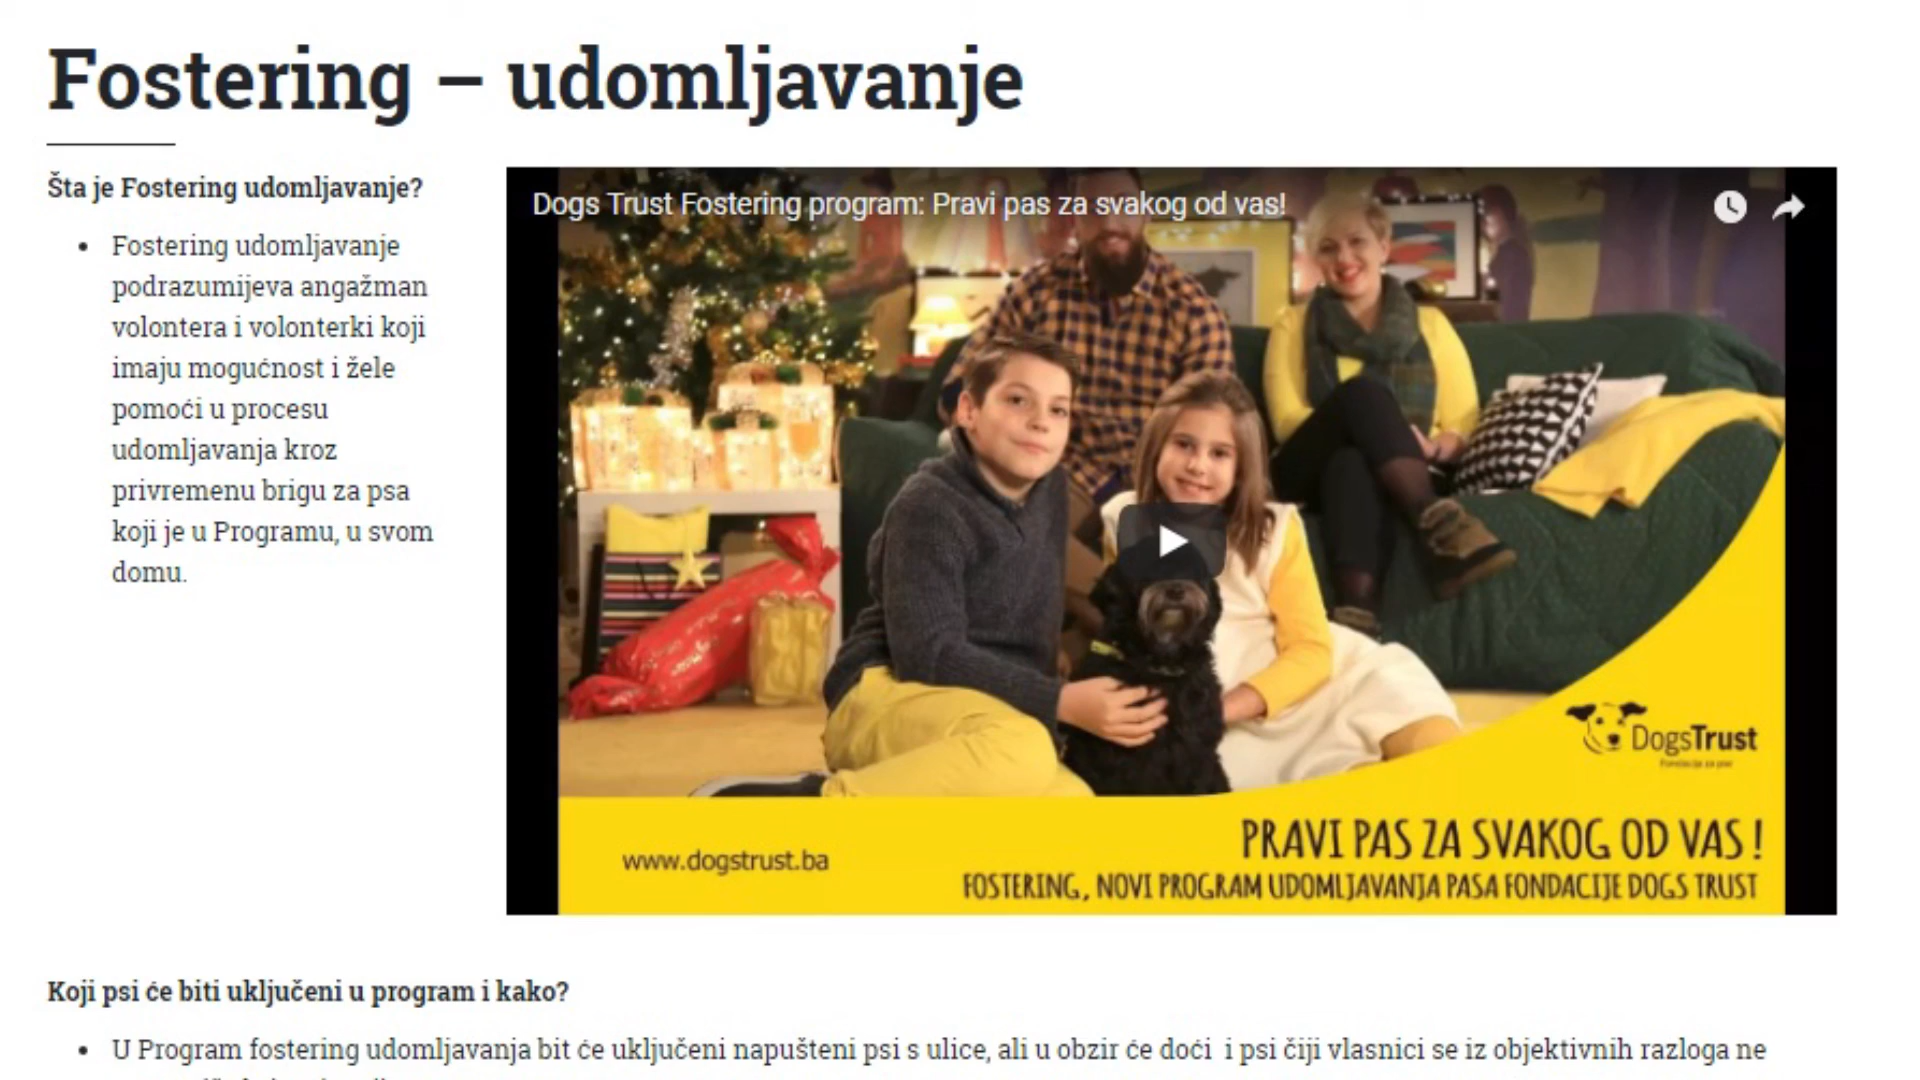 Fostering – udomljavanje
Šta je Fostering udomljavanje?
• Fostering udomljavanje
podrazumijeva angažman
volontera i volonterki koji
imaju mogućnost i žele
pomoći u procesu
udomljavanja kroz
privremenu brigu za psa
koji je u Programu, u svom
domu.
Dogs Trust Fostering program: Pravi pas za svakog od vas!
DogsTrust
Fondacija za pse
PRAVI PAS ZA SVAKOG OD VAS !
www.dogstrust.ba
FOSTERING, NOVI PROGRAM UDOMLJAVANJA PASA FONDACIJE DOGS TRUST
Koji psi će biti uključeni u program i kako?
• U Program fostering udomljavanja bit će uključeni napušteni psi s ulice, ali u obzir će doći i psi čiji vlasnici se iz objektivnih razloga ne